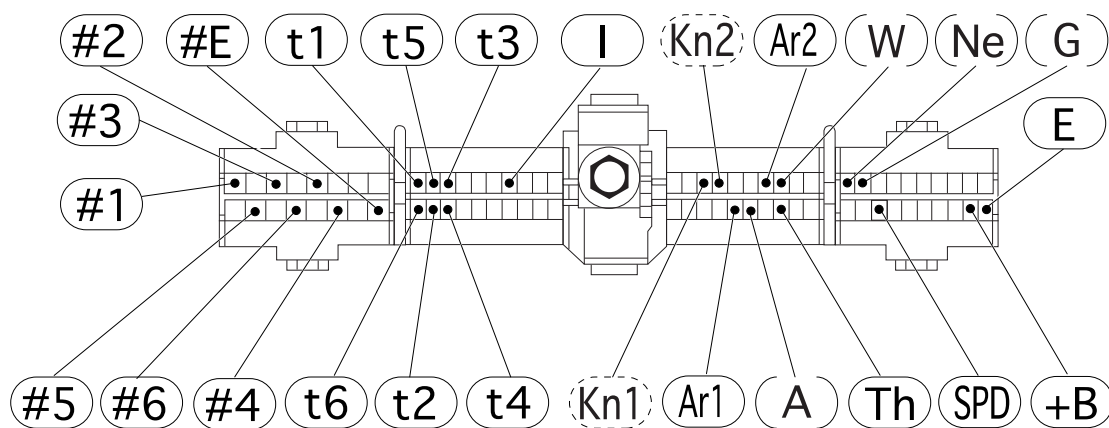 #2 #E t1 t5 t3 I Kn2 Ar2 W Ne G
#3 E
#1
#5 #6 #4 t6 t2 t4 Kn1 Ar1 A Th SPD +B